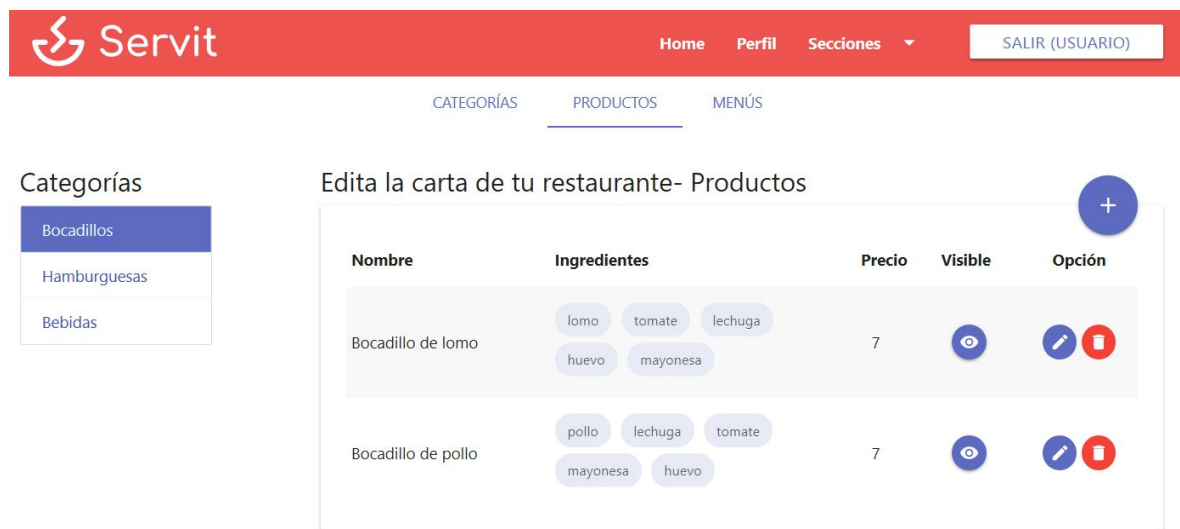 Servit
Home Perfil Secciones SALIR (USUARIO)
CATEGORÍAS PRODUCTOS MENÚS
Categorías
Bocadillos
Hamburguesas
Bebidas
Edita la carta de tu restaurante- Productos
+
Nombre Ingredientes Precio Visible Opción
Bocadillo de lomo
lomo tomate lechuga
huevo mayonesa
7
Bocadillo de pollo
pollo lechuga tomate
mayonesa huevo
7